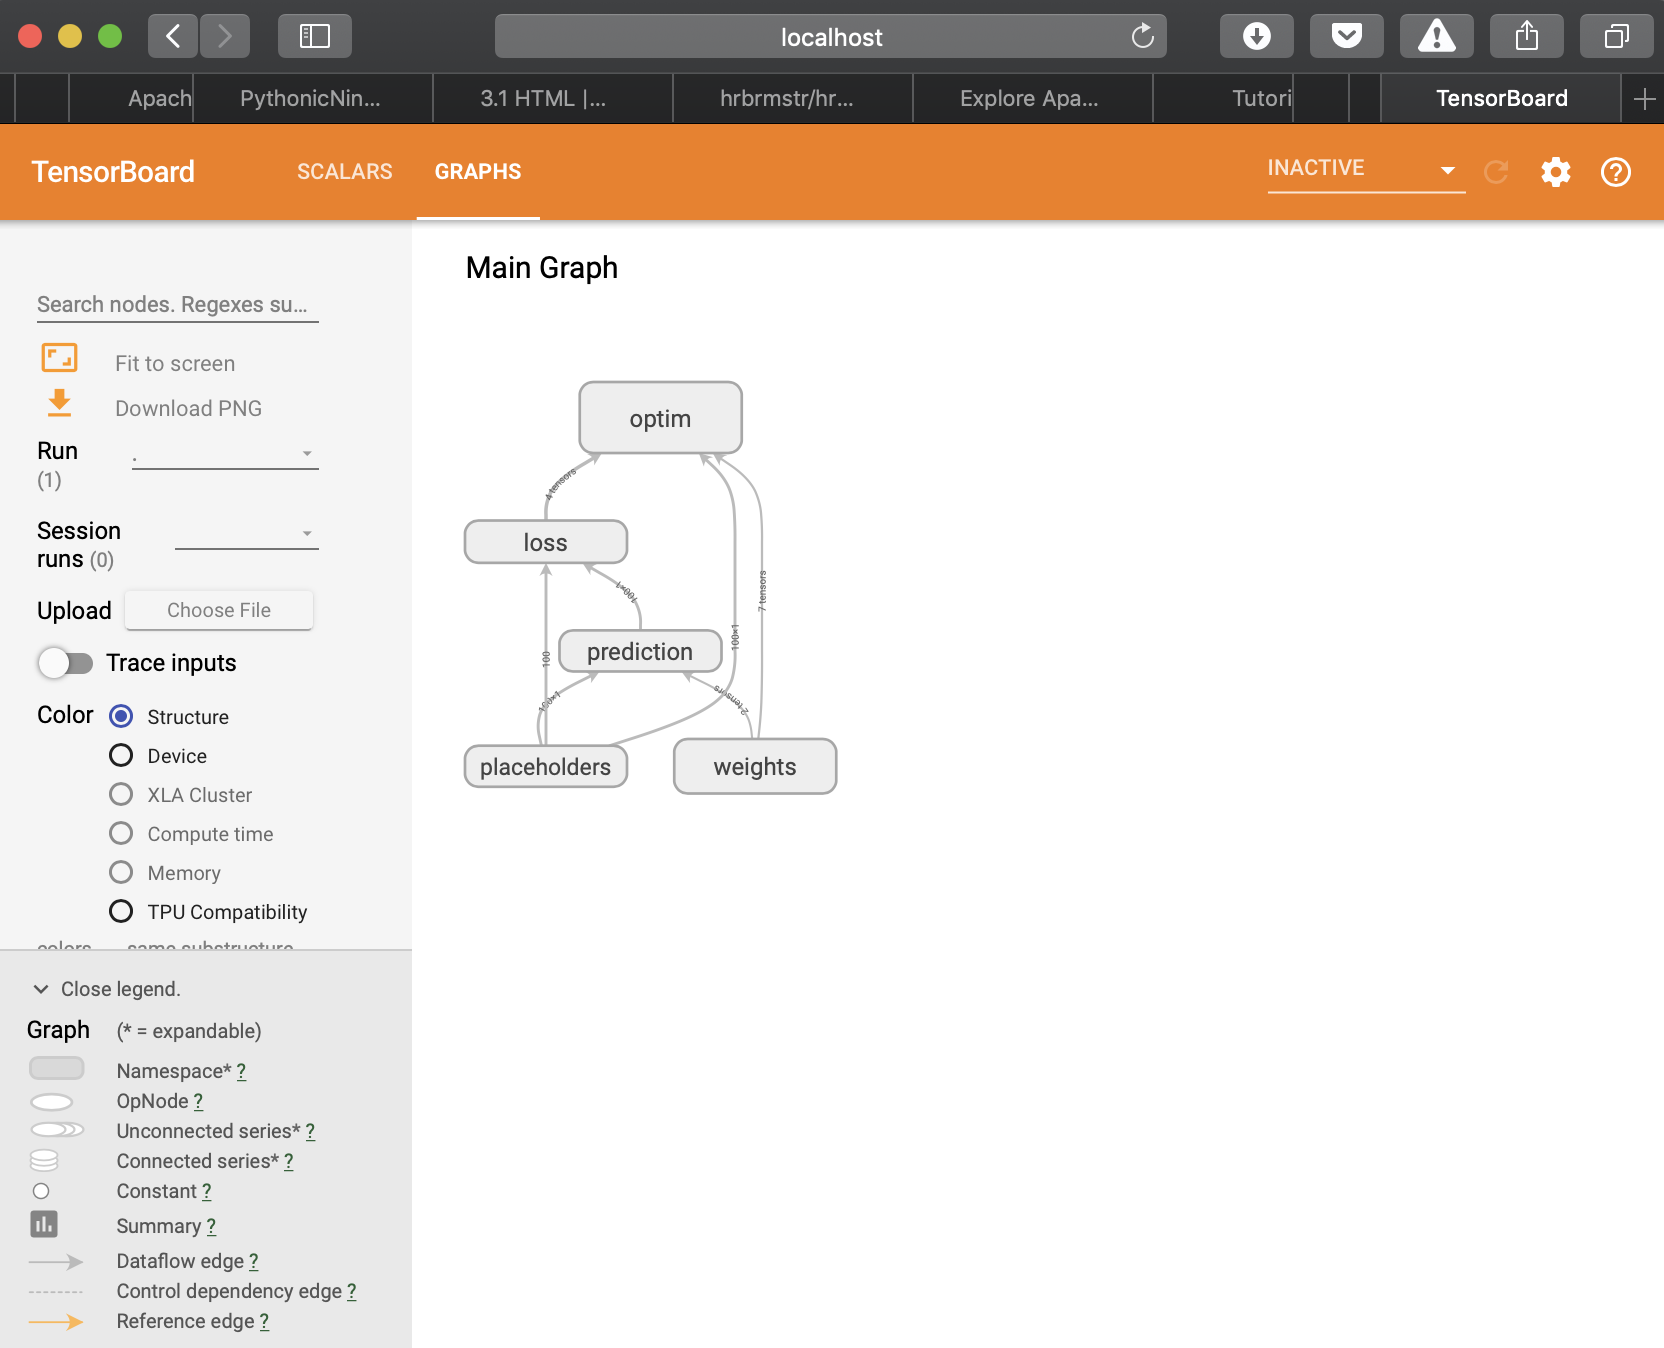 localhost
Apach
PythonicNin...
3.1 HTML |...
hrbrmstr/hr...
Explore Apa...
Tutori
TensorBoard
TensorBoard
SCALARS
GRAPHS
INACTIVE
Main Graph
Search nodes. Regexes su...
Fit to screen
Download PNG
Run
(1)
.
Session
runs (0)
Upload
Choose File
Trace inputs
Color
Structure
Device
XLA Cluster
Compute time
Memory
TPU Compatibility
colors same substructure
Close legend.
Graph (* = expandable)
Namespace* ?
OpNode ?
Unconnected series* ?
Connected series* ?
Constant ?
Summary ?
Dataflow edge ?
Control dependency edge ?
Reference edge ?
optim
4 tensors
loss
100×1
7 tensors
100×1
100
prediction
100×1
2 tensors
placeholders
weights